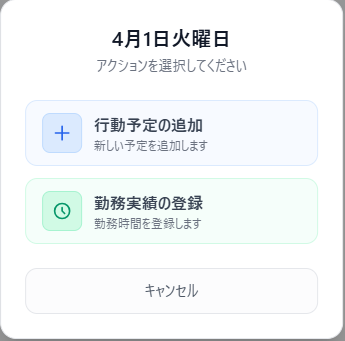 4月1日火曜日
アクションを選択してください
行動予定の追加
新しい予定を追加します
勤務実績の登録
勤務時間を登録します
キャンセル